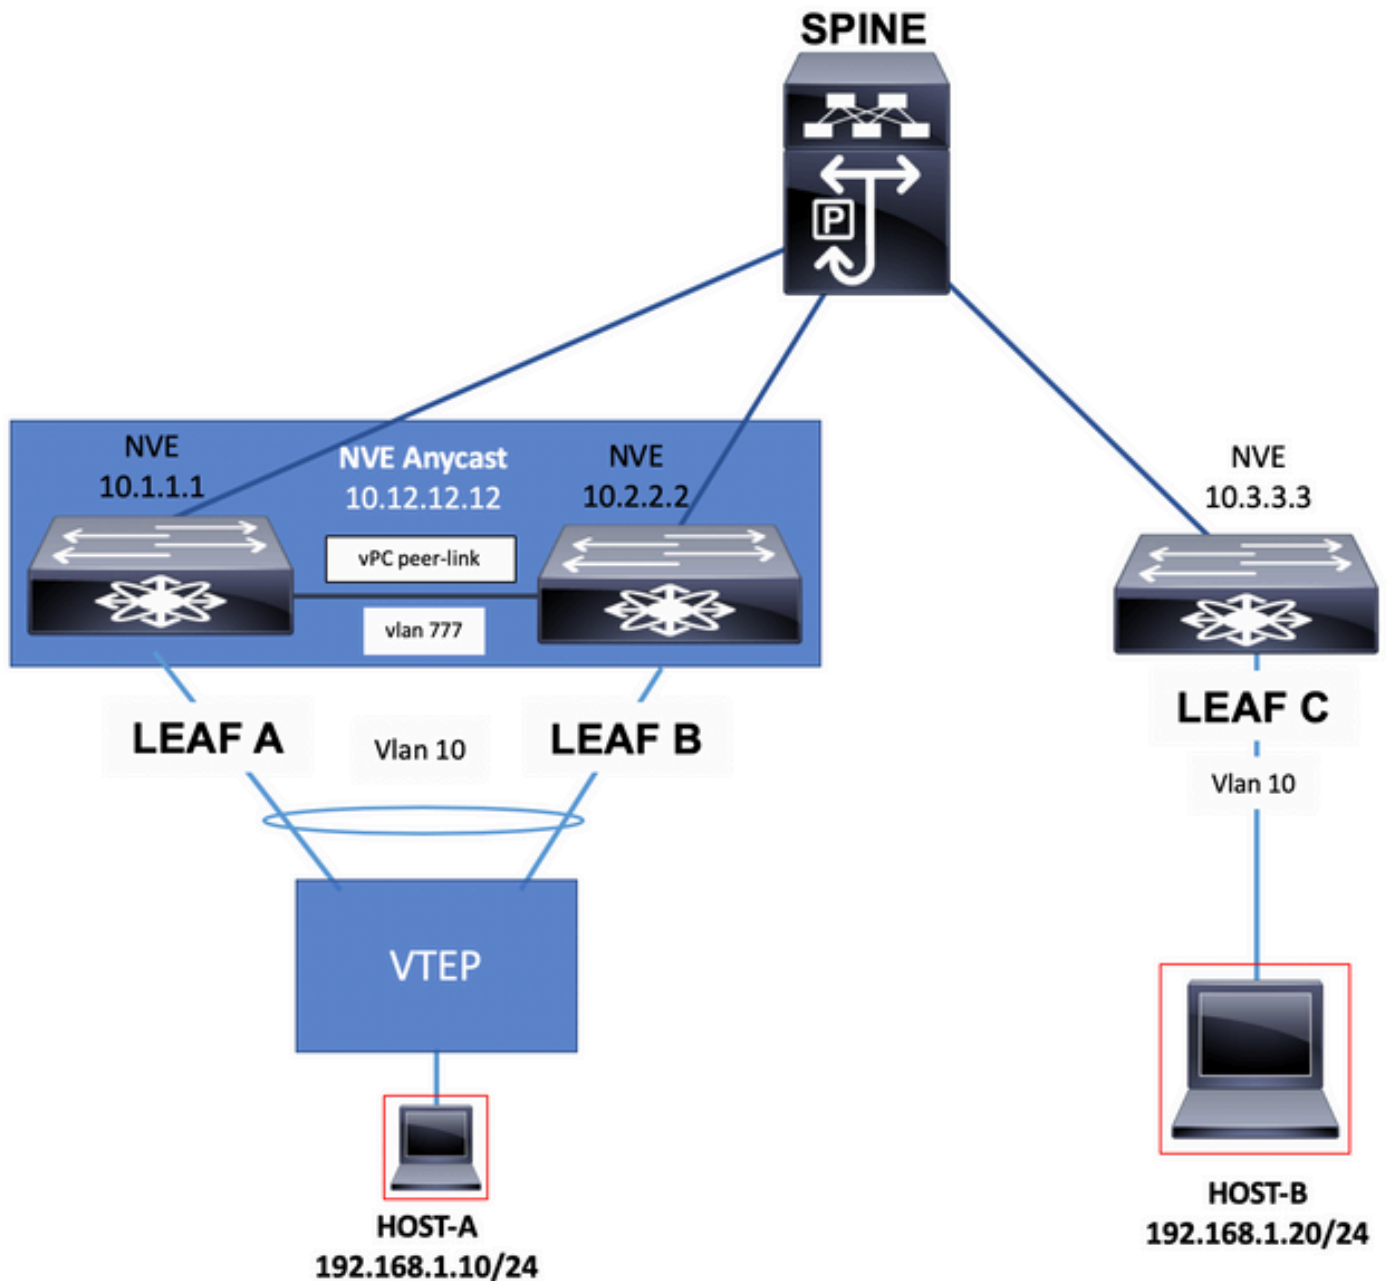 SPINE
P
NVE
10.1.1.1
NVE Anycast
10.12.12.12
NVE
10.2.2.2
NVE
10.3.3.3
vPC peer-link
vlan 777
LEAF A
Vlan 10
LEAF B
LEAF C
Vlan 10
VTEP
HOST-A
192.168.1.10/24
HOST-B
192.168.1.20/24